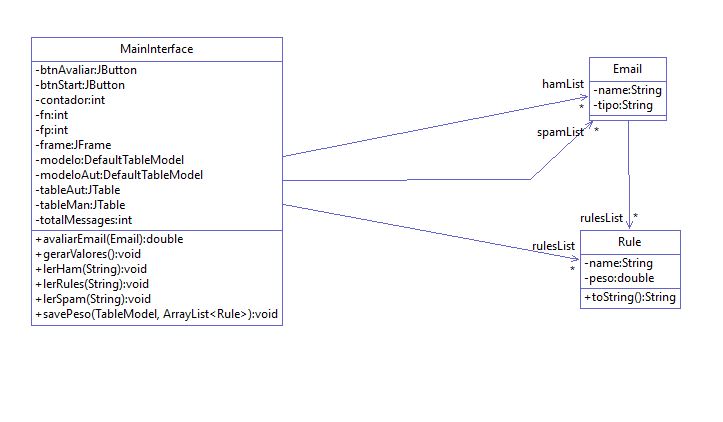 MainInterface
-btnAvaliar:JButton
-btnStart:JButton
-contador:int
-fn:int
-fp:int
-frame:JFrame
-modelo:DefaultTableModel
-modeloAut:DefaultTableModel
-tableAut:JTable
-tableMan:JTable
-totalMessages:int
+avaliarEmail(Email):double
+gerarValores():void
+lerHam(String):void
+lerRules(String):void
+lerSpam(String):void
+savePeso(TableModel, ArrayList<Rule>):void
hamList
*
spamList
*
rulesList
*
Email
-name:String
-tipo:String
rulesList
*
Rule
-name:String
-peso:double
+toString():String